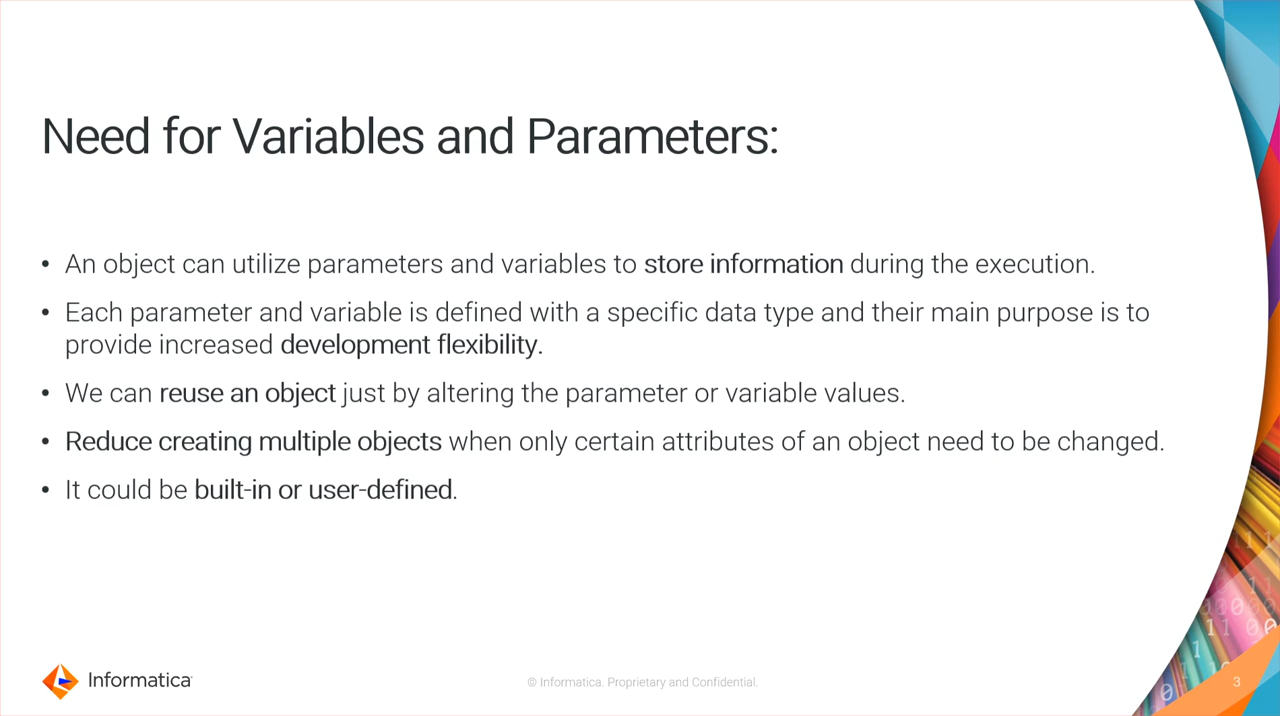 Need for Variables and Parameters:
• An object can utilize parameters and variables to store information during the execution.
• Each parameter and variable is defined with a specific data type and their main purpose is to
provide increased development flexibility.
• We can reuse an object just by altering the parameter or variable values.
• Reduce creating multiple objects when only certain attributes of an object need to be changed.
• It could be built-in or user-defined.
Informatica
© Informatica. Proprietary and Confidential.
3